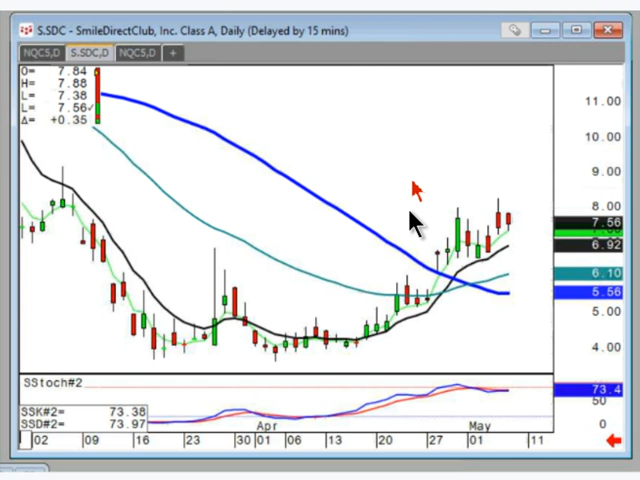 S.SDC - SmileDirectClub, Inc. Class A, Daily (Delayed by 15 mins)
NQC5,D S.SDC,D NQC5,D +
O= 7.84
H= 7.88
L= 7.38
L= 7.56✓
Δ= +0.35
11.00
10.00
9.00
8.00
7.56
6.92
6.10
5.56
5.00
4.00
SStoch#2
SSK#2= 73.38
SSD#2= 73.97
73.4
50
0
Apr May
02 09 16 23 30 01 06 13 20 27 01 11